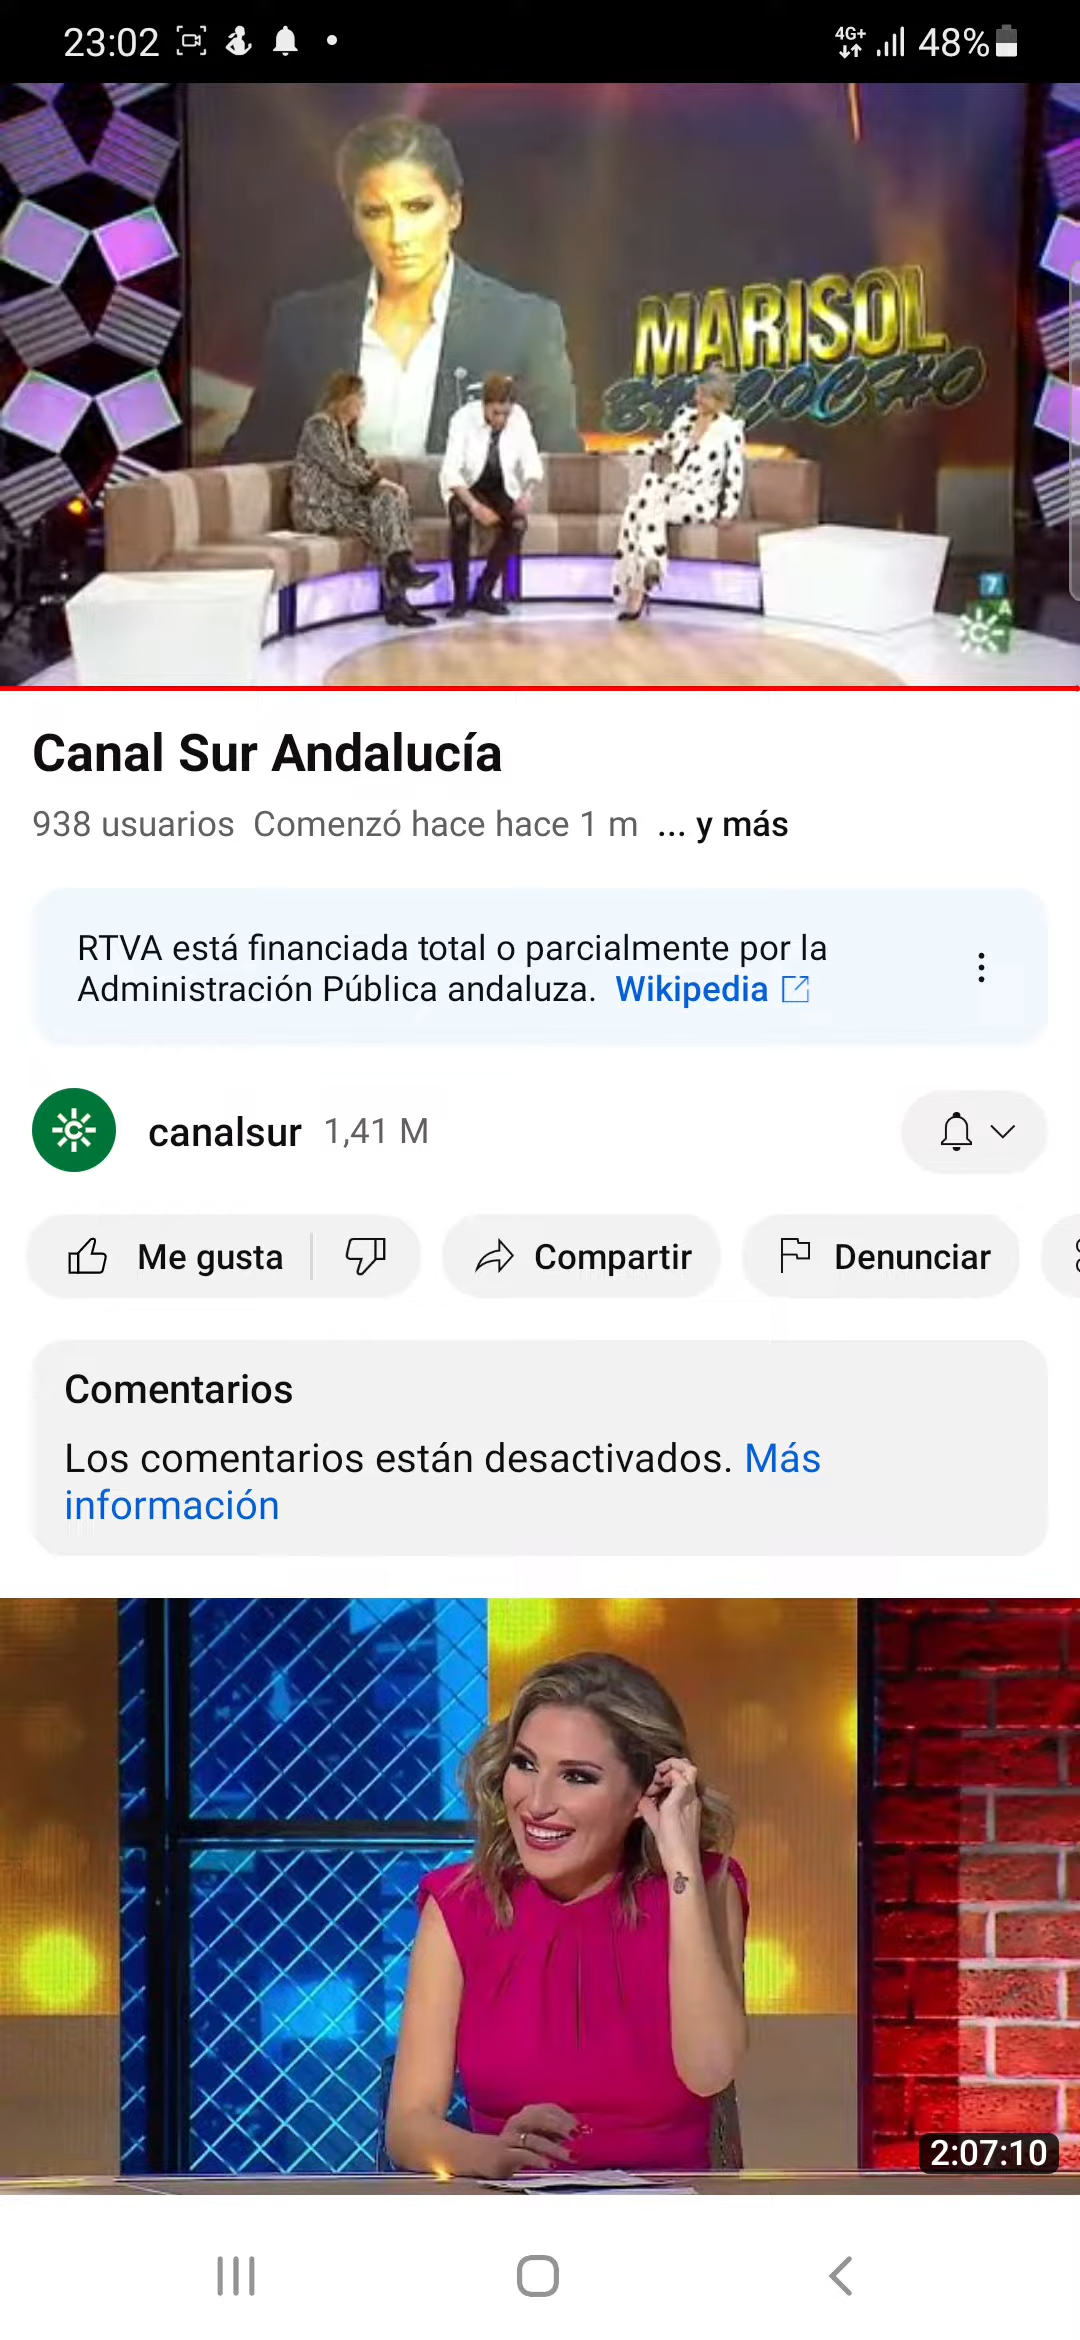 23:02
4G+
48%
MARISOL
BIZCOCHO
7
Canal Sur Andalucía
938 usuarios Comenzó hace hace 1 m ... y más
RTVA está financiada total o parcialmente por la
Administración Pública andaluza. Wikipedia
canalsur 1,41 M
Me gusta Compartir Denunciar
Comentarios
Los comentarios están desactivados. Más
información
2:07:10